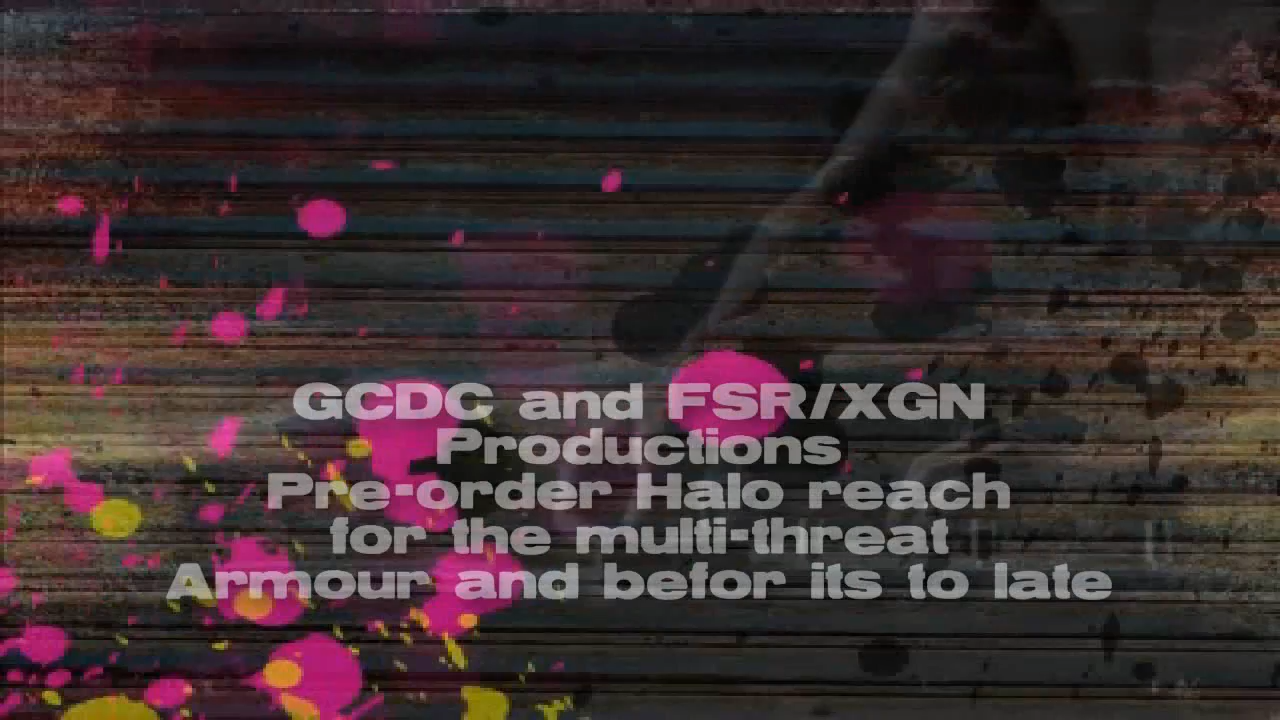 GCDC and FSR/XGN
Productions
Pre-order Halo reach
for the multi-threat
Armour and befor its to late